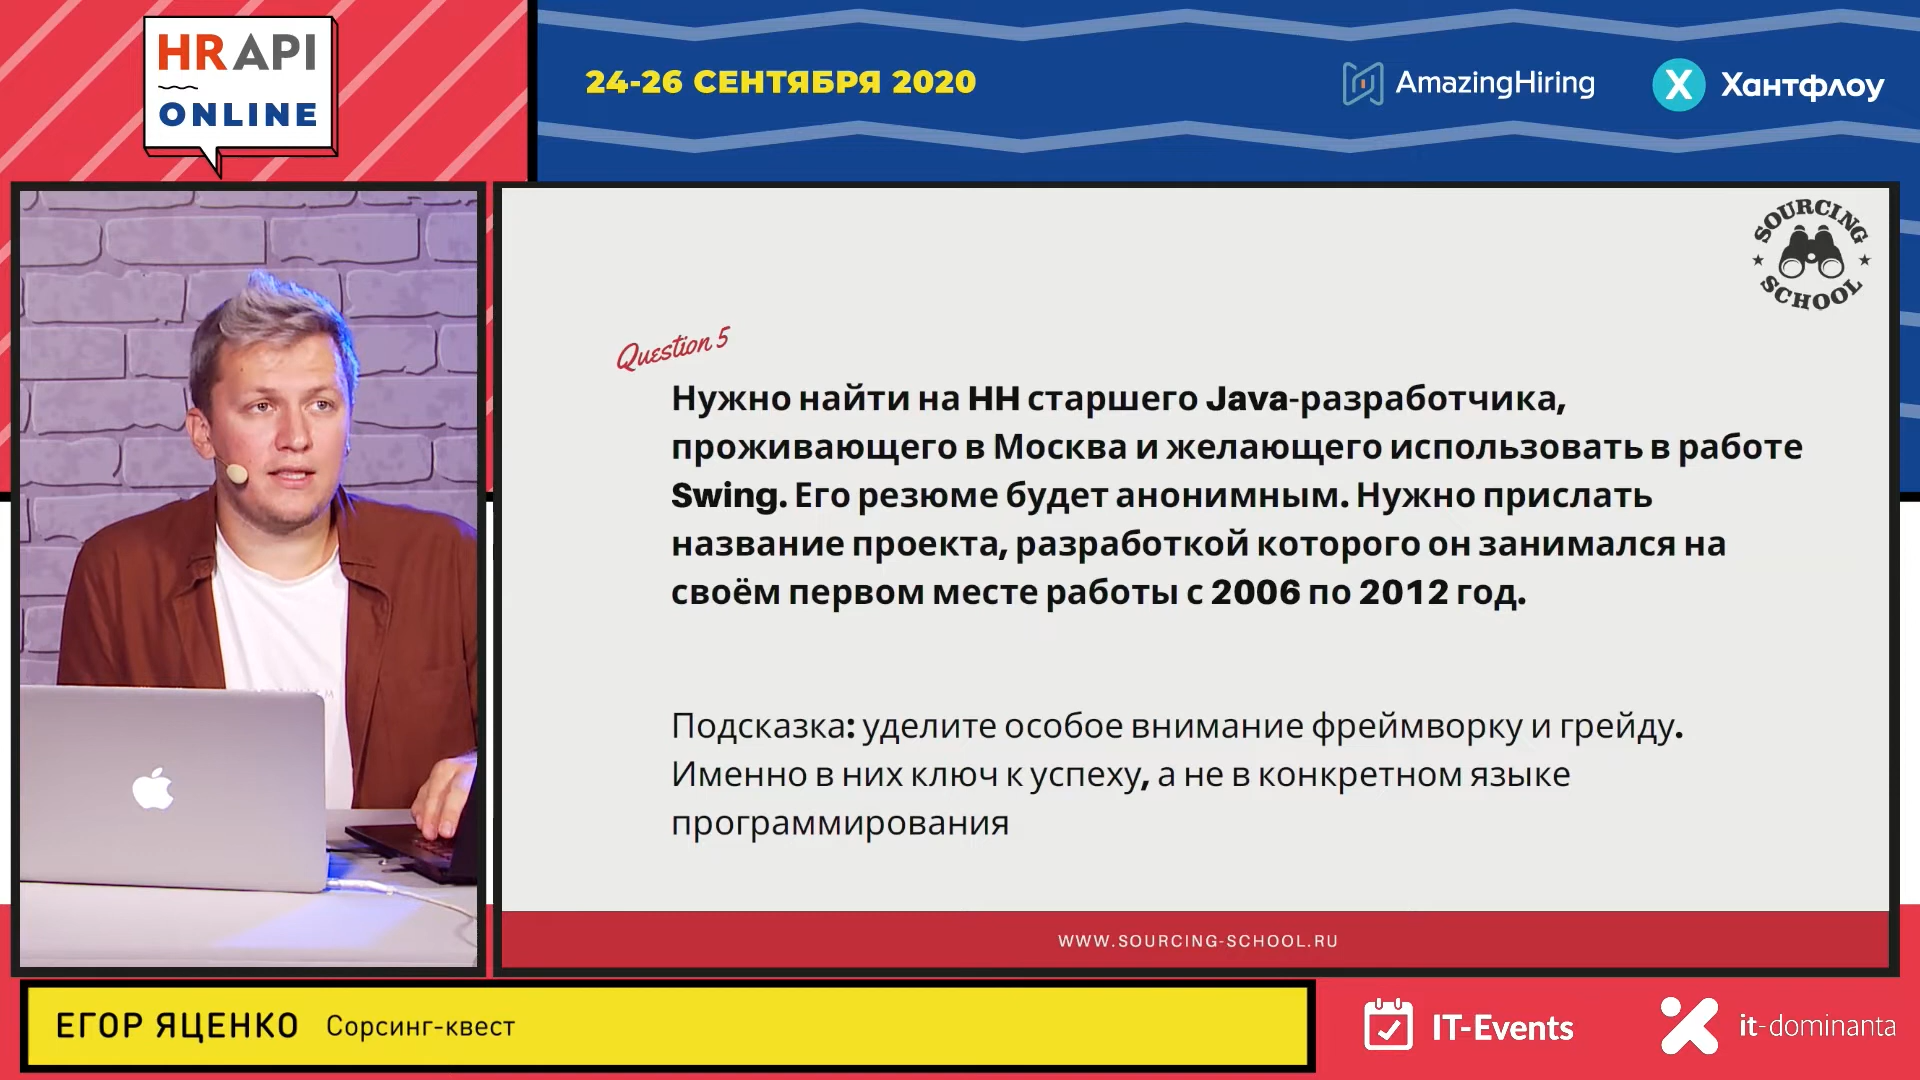 HR API
ONLINE
24-26 СЕНТЯБРЯ 2020
AmazingHiring
Хантфлоу
SOURCING
SCHOOL
Question 5
Нужно найти на HH старшего Java-разработчика,
проживающего в Москва и желающего использовать в работе
Swing. Его резюме будет анонимным. Нужно прислать
название проекта, разработкой которого он занимался на
своём первом месте работы с 2006 по 2012 год.
Подсказка: уделите особое внимание фреймворку и грейду.
Именно в них ключ к успеху, а не в конкретном языке
программирования
WWW.SOURCING-SCHOOL.RU
ЕГОР ЯЦЕНКО Сорсинг-квест
IT-Events
it-dominanta